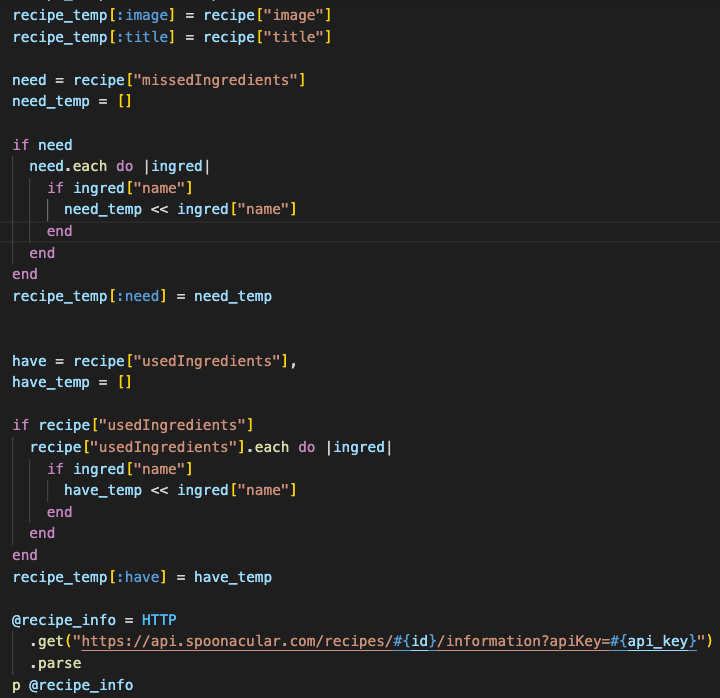 recipe_temp[:image] = recipe["image"]
recipe_temp[:title] = recipe["title"]
need = recipe["missedIngredients"]
need_temp = []
if need
need.each do |ingred|
if ingred["name"]
need_temp << ingred["name"]
end
end
end
recipe_temp[:need] = need_temp
have = recipe["usedIngredients"],
have_temp = []
if recipe["usedIngredients"]
recipe["usedIngredients"].each do |ingred|
if ingred["name"]
have_temp << ingred["name"]
end
end
end
recipe_temp[:have] = have_temp
@recipe_info = HTTP
.get("https://api.spoonacular.com/recipes/#{id}/information?apiKey=#{api_key}")
.parse
p @recipe_info